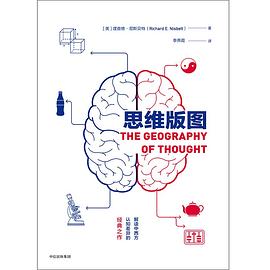 [美] 理查德·尼斯贝特 (Richard E. Nisbett) 著
李秀霞 译
思维版图
THE GEOGRAPHY
OF THOUGHT
解读中西方
认知差异的
经典之作
中信出版集团